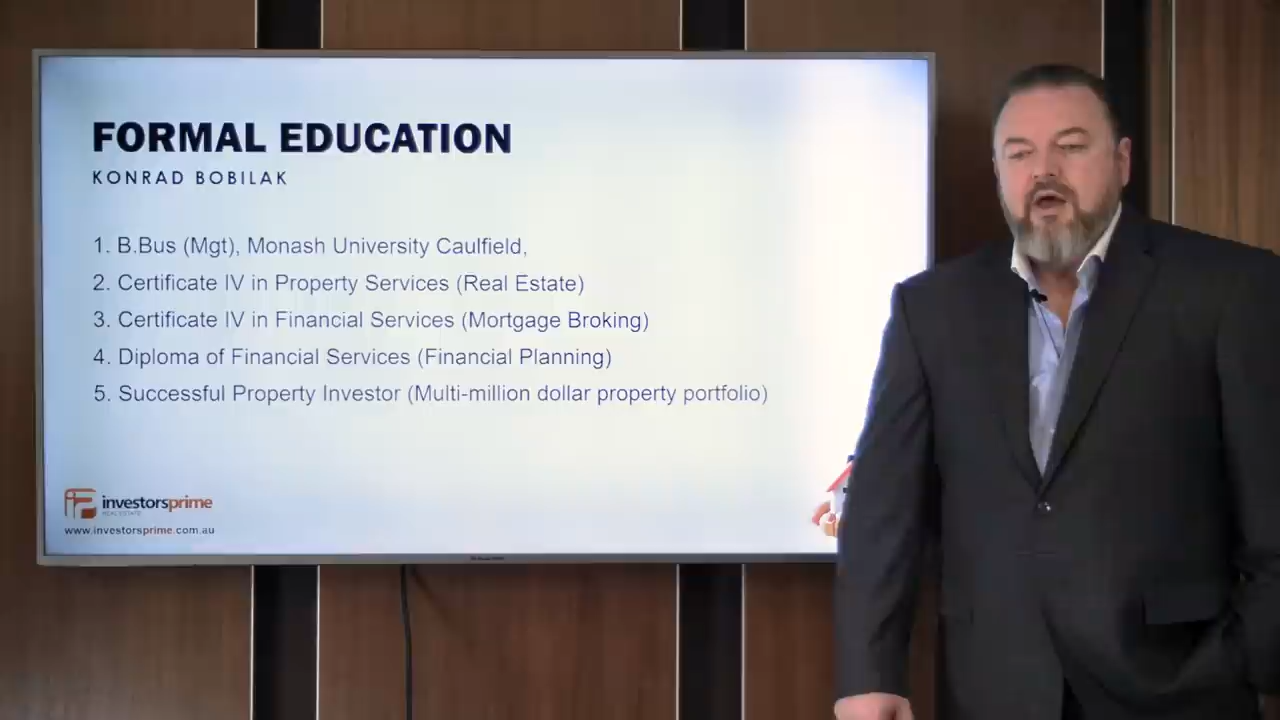 FORMAL EDUCATION
KONRAD BOBILAK
1. B.Bus (Mgt), Monash University Caulfield,
2. Certificate IV in Property Services (Real Estate)
3. Certificate IV in Financial Services (Mortgage Broking)
4. Diploma of Financial Services (Financial Planning)
5. Successful Property Investor (Multi-million dollar property portfolio)
investorsprime
REAL ESTATE
www.investorsprime.com.au